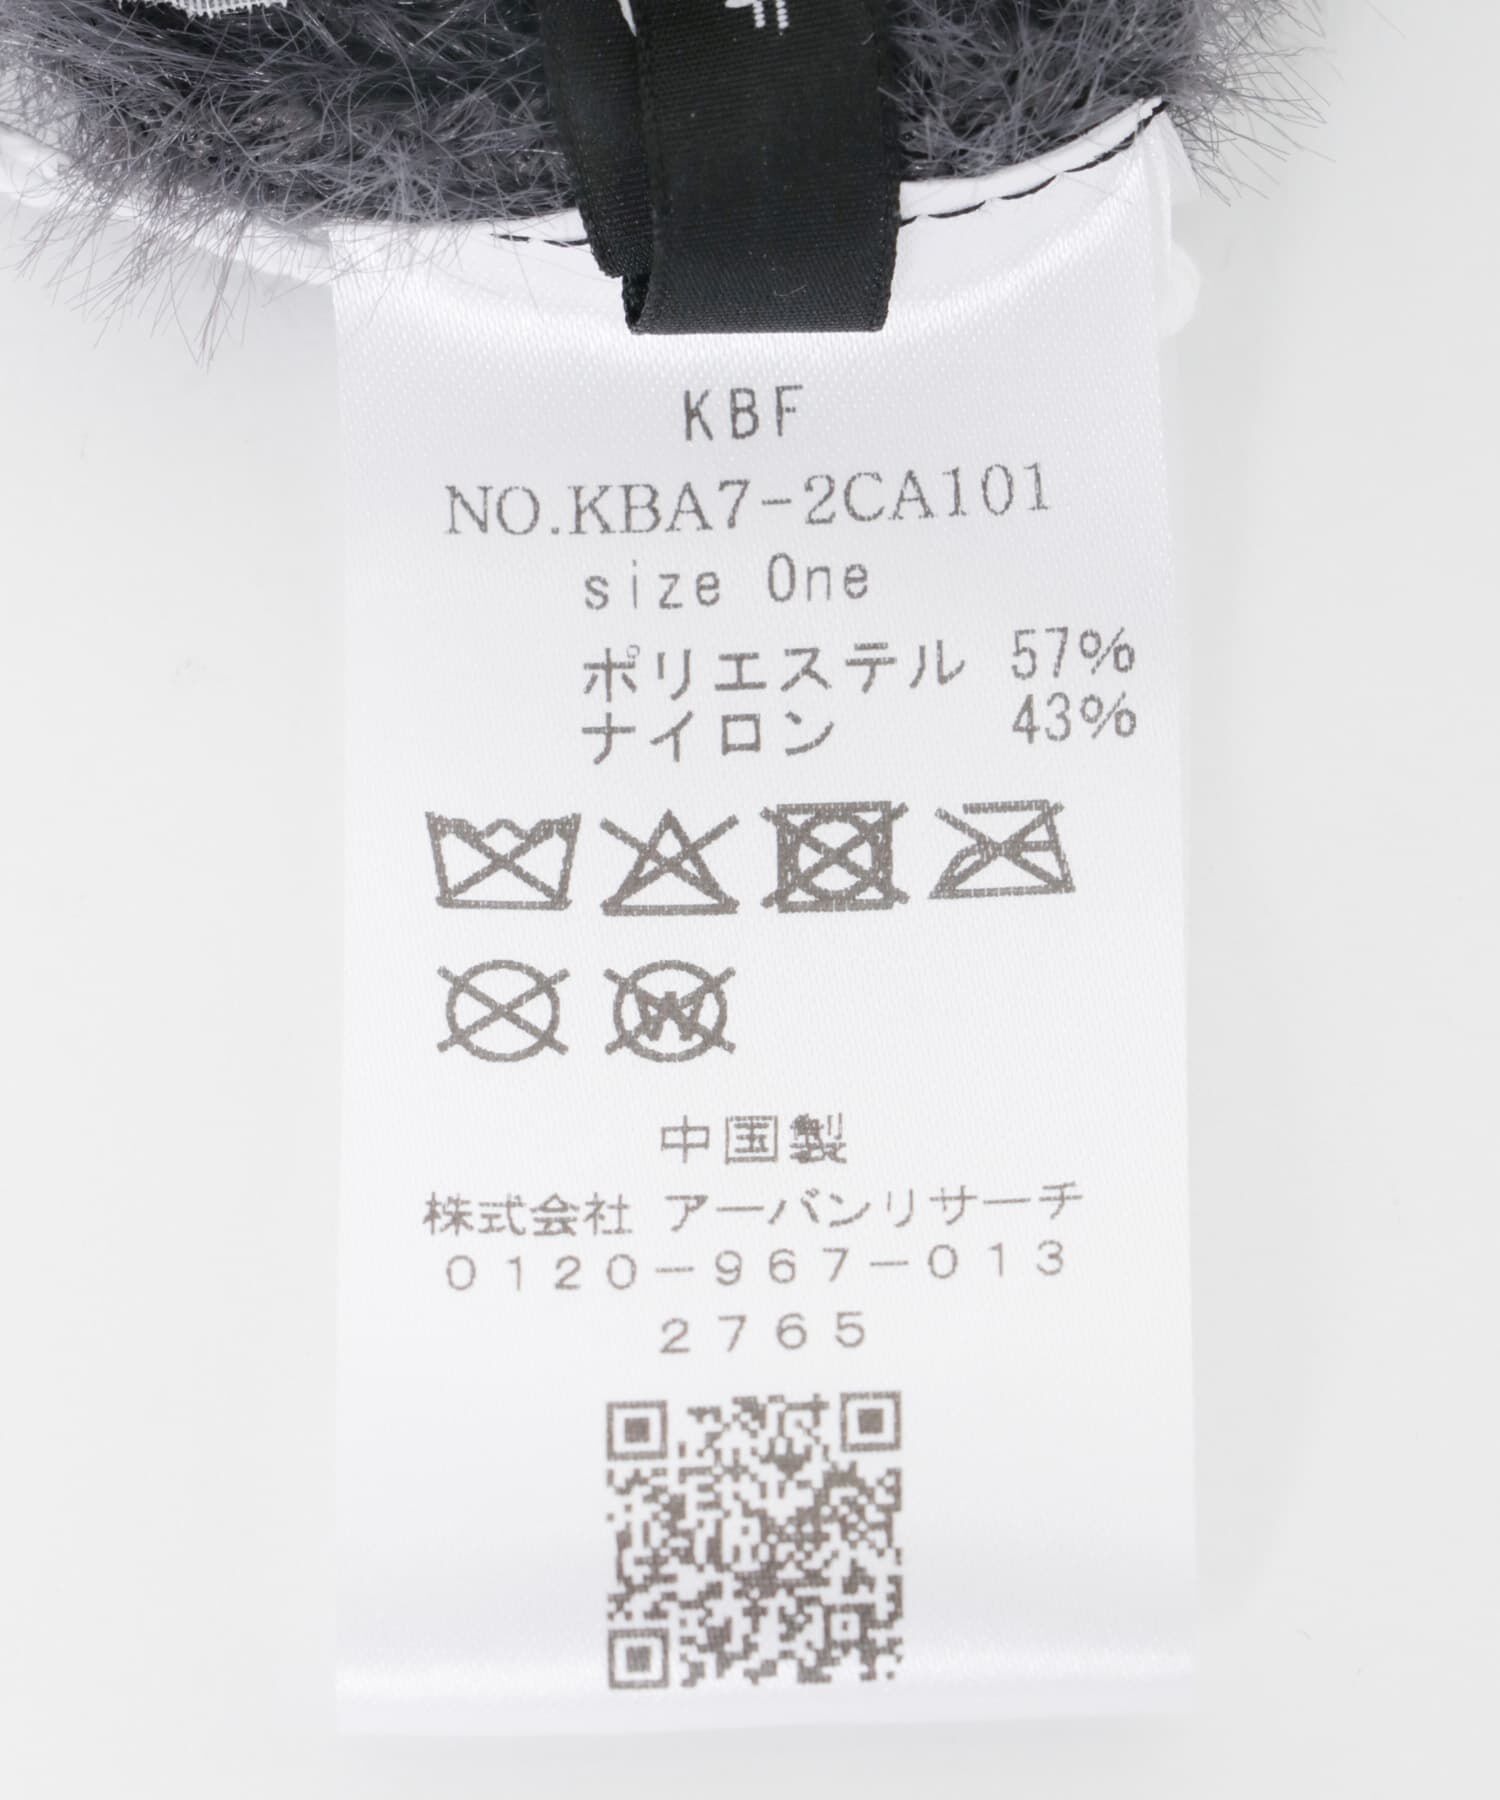 KBF
NO.KBA7-2CA101
size One
ポリエステル 57%
ナイロン 43%
W
中国製
株式会社 アーバンリサーチ
0120-967-013
2765